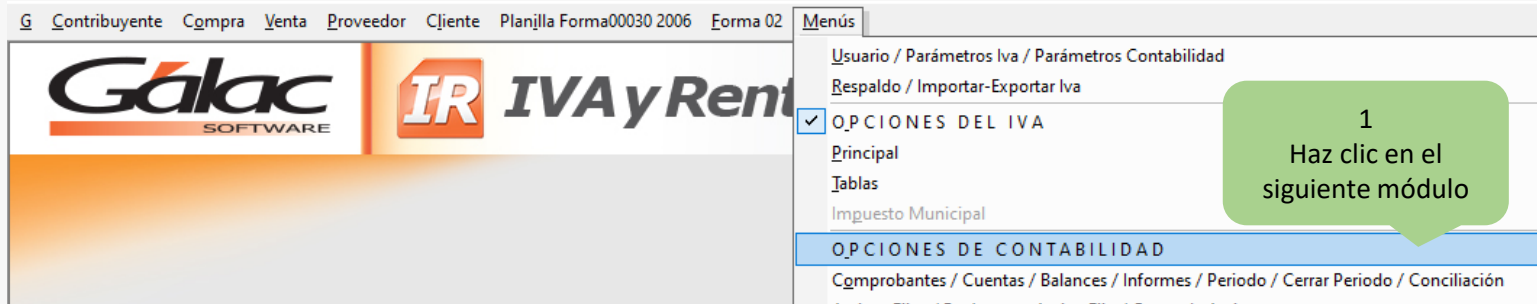 G Contribuyente Compra Venta Proveedor Cliente Planilla Forma00030 2006 Forma 02 Menús
Gálac
SOFTWARE
IR IVA y Rent
Usuario / Parámetros Iva / Parámetros Contabilidad
Respaldo / Importar-Exportar Iva
OPCIONES DEL IVA
Principal
Tablas
Impuesto Municipal
OPCIONES DE CONTABILIDAD
Comprobantes / Cuentas / Balances / Informes / Periodo / Cerrar Periodo / Conciliación
1
Haz clic en el
siguiente módulo